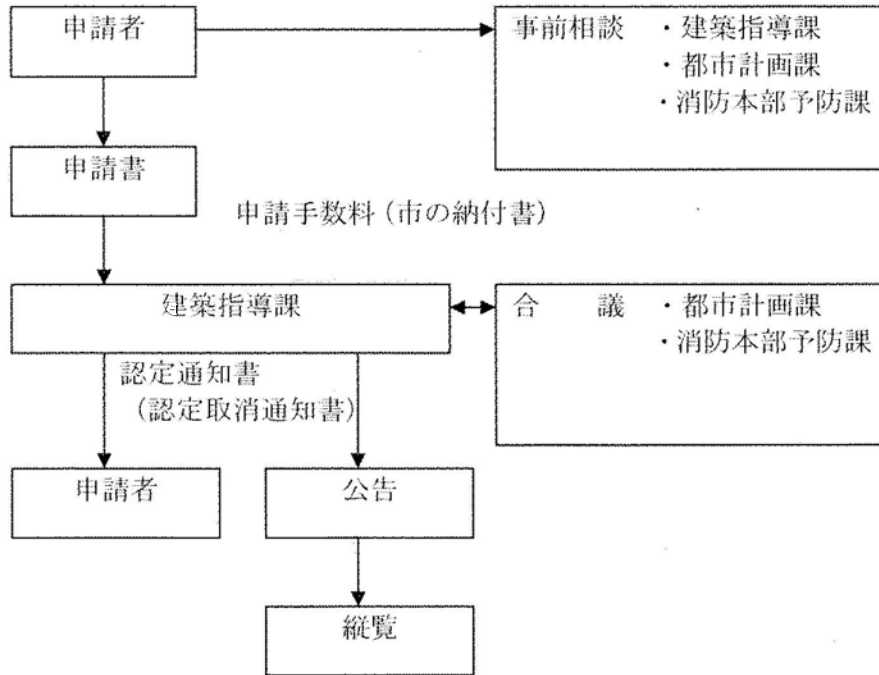 申請者
事前相談 ・建築指導課
・都市計画課
・消防本部予防課
申請書
申請手数料（市の納付書）
建築指導課
合　　議 ・都市計画課
・消防本部予防課
認定通知書
（認定取消通知書）
申請者
公告
縦覧